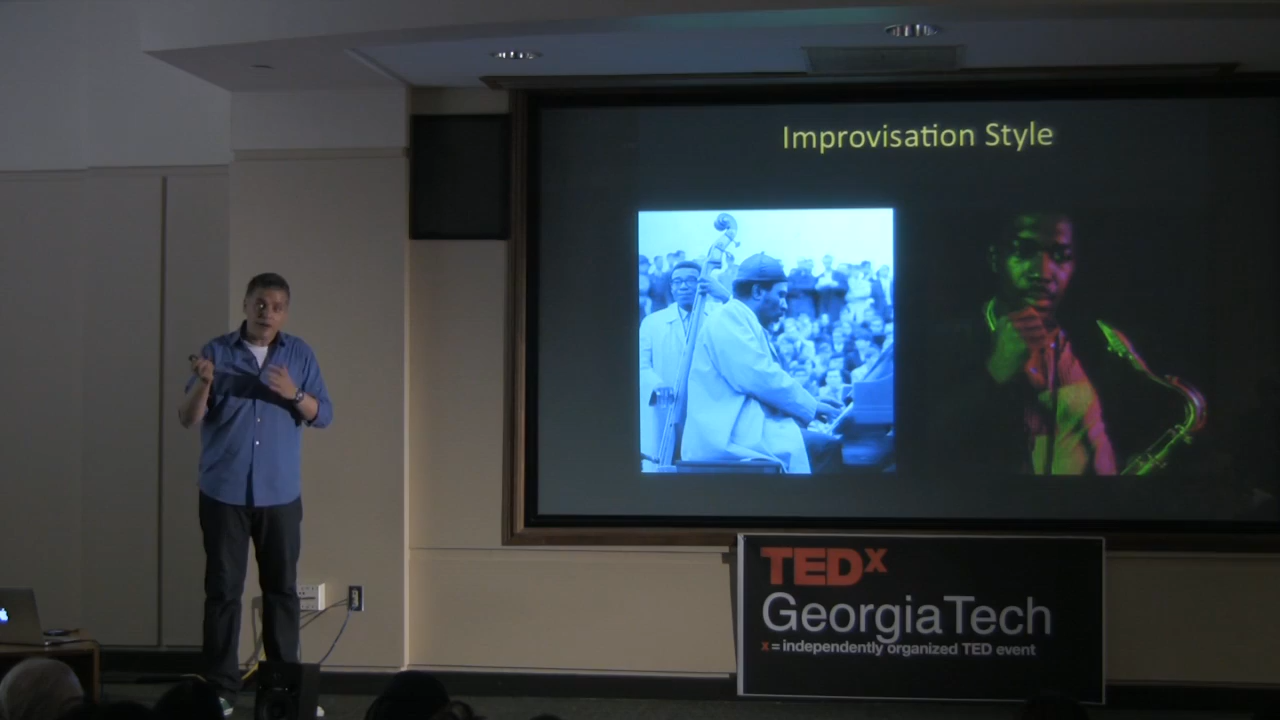 Improvisation Style
TEDx
GeorgiaTech
x = independently organized TED event